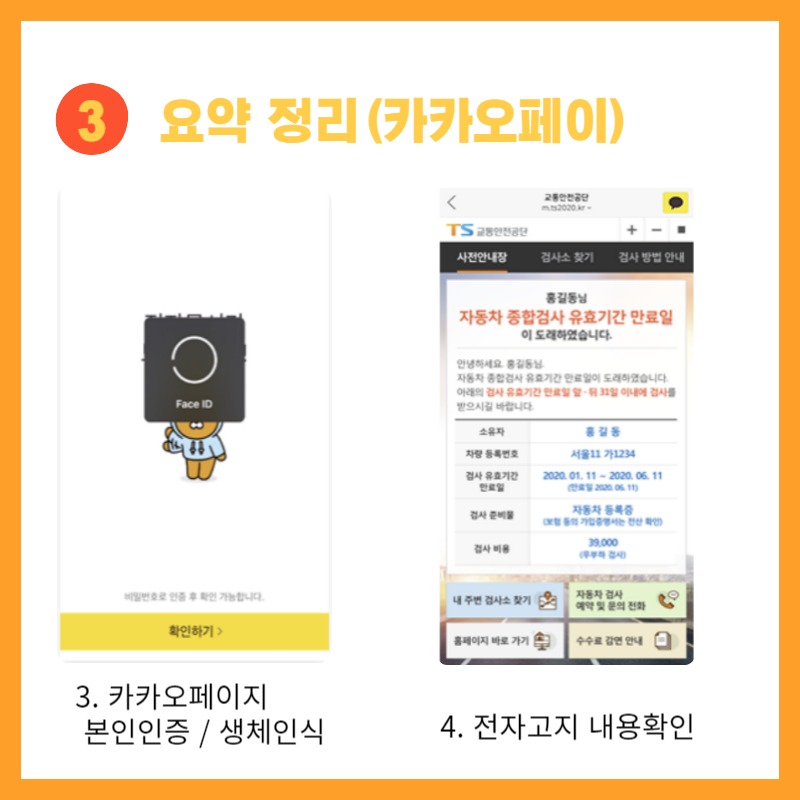 3 요약 정리(카카오페이)
Face ID
비밀번호로 인증 후 확인 가능합니다.
확인하기 >
3. 카카오페이지
본인인증 / 생체인식
교통안전공단
m.ts2020.kr
TS 교통안전공단
사전안내장 검사소 찾기 검사 방법 안내
홍길동님
자동차 종합검사 유효기간 만료일
이 도래하였습니다.
안녕하세요. 홍길동님.
자동차 종합검사 유효기간 만료일이 도래하였습니다.
아래의 검사 유효기간 만료일 앞·뒤 31일 이내에 검사를
받으시길 바랍니다.
소유자 홍 길 동
차량 등록번호 서울11 가1234
검사 유효기간
만료일
2020. 01. 11 ~ 2020. 06. 11
(만료일 2020. 06. 11)
검사 준비물
자동차 등록증
(보험 등의 가입증명서는 전산 확인)
검사 비용
39,000
(무부하 검사)
내 주변 검사소 찾기
자동차 검사
예약 및 문의 전화
홈페이지 바로 가기
수수료 감면 안내
4. 전자고지 내용확인